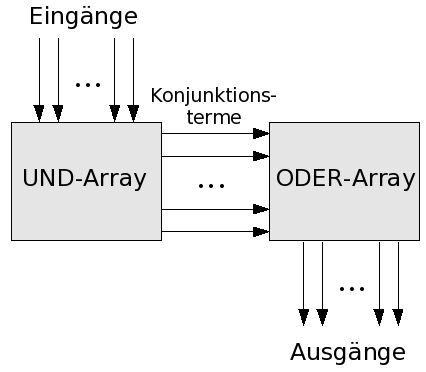 Eingänge
...
Konjunktions-
terme
UND-Array
...
ODER-Array
...
Ausgänge